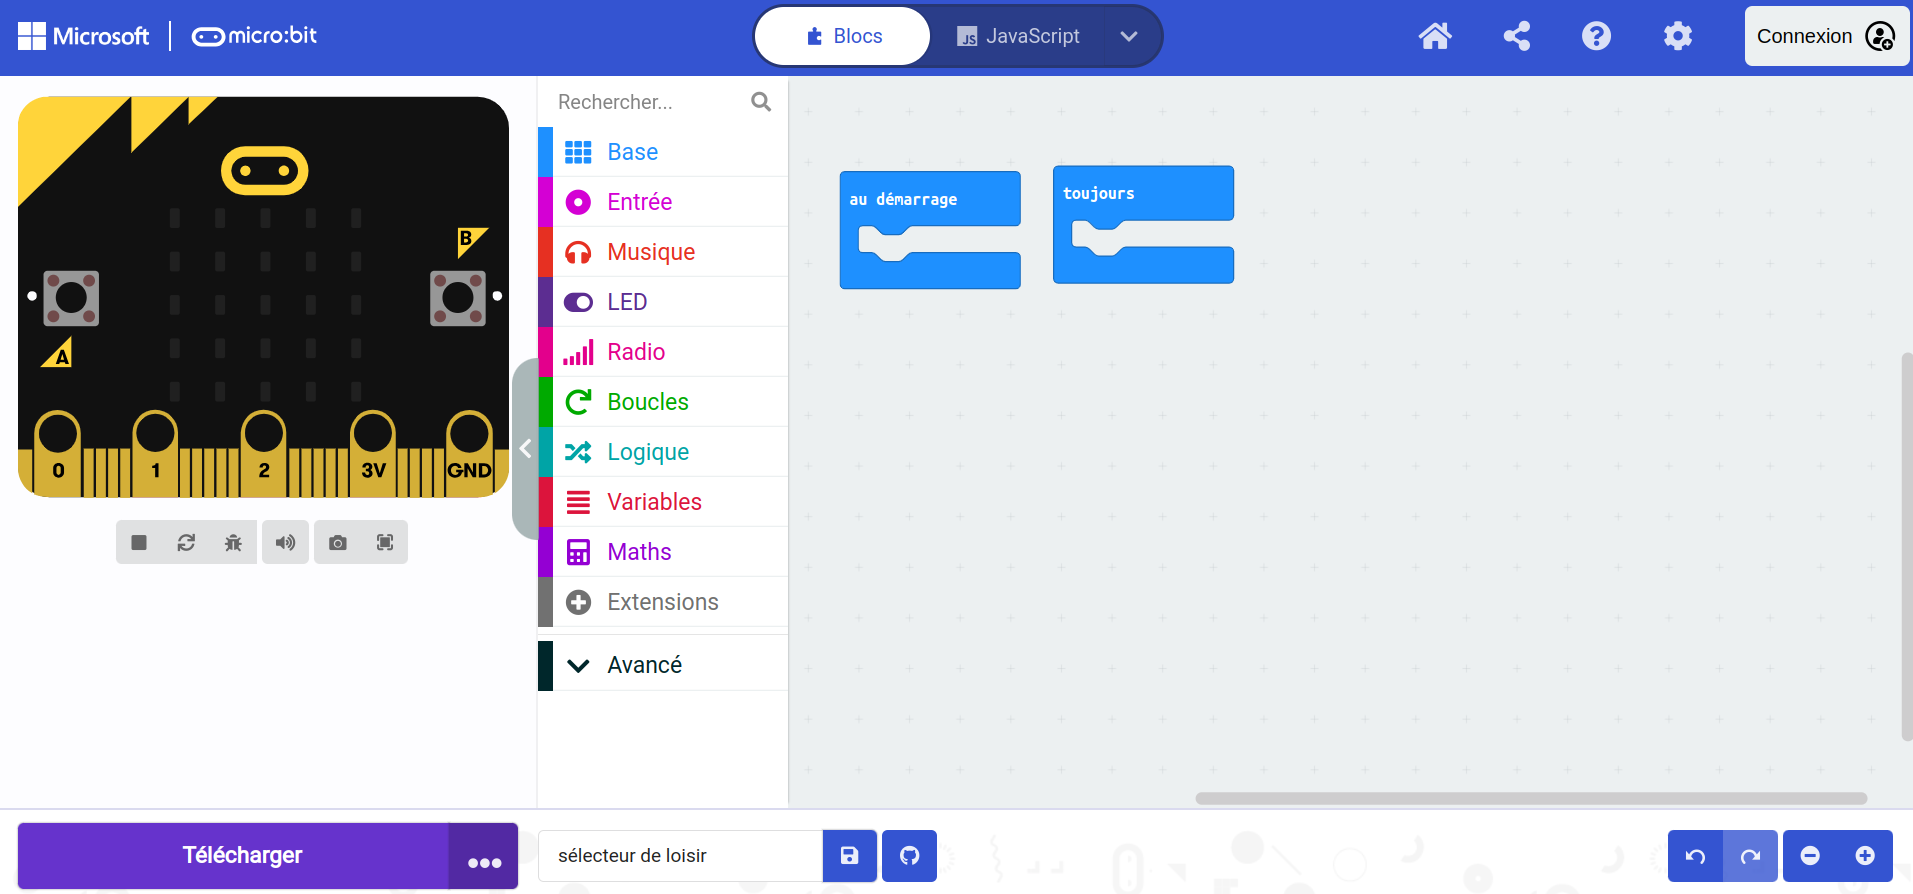 Microsoft
micro:bit
Blocs
JavaScript
Connexion
Rechercher...
Base
Entrée
Musique
LED
Radio
Boucles
Logique
Variables
Maths
Extensions
Avancé
B
A
0
1
2
3V
GND
au démarrage
toujours
Télécharger
sélecteur de loisir